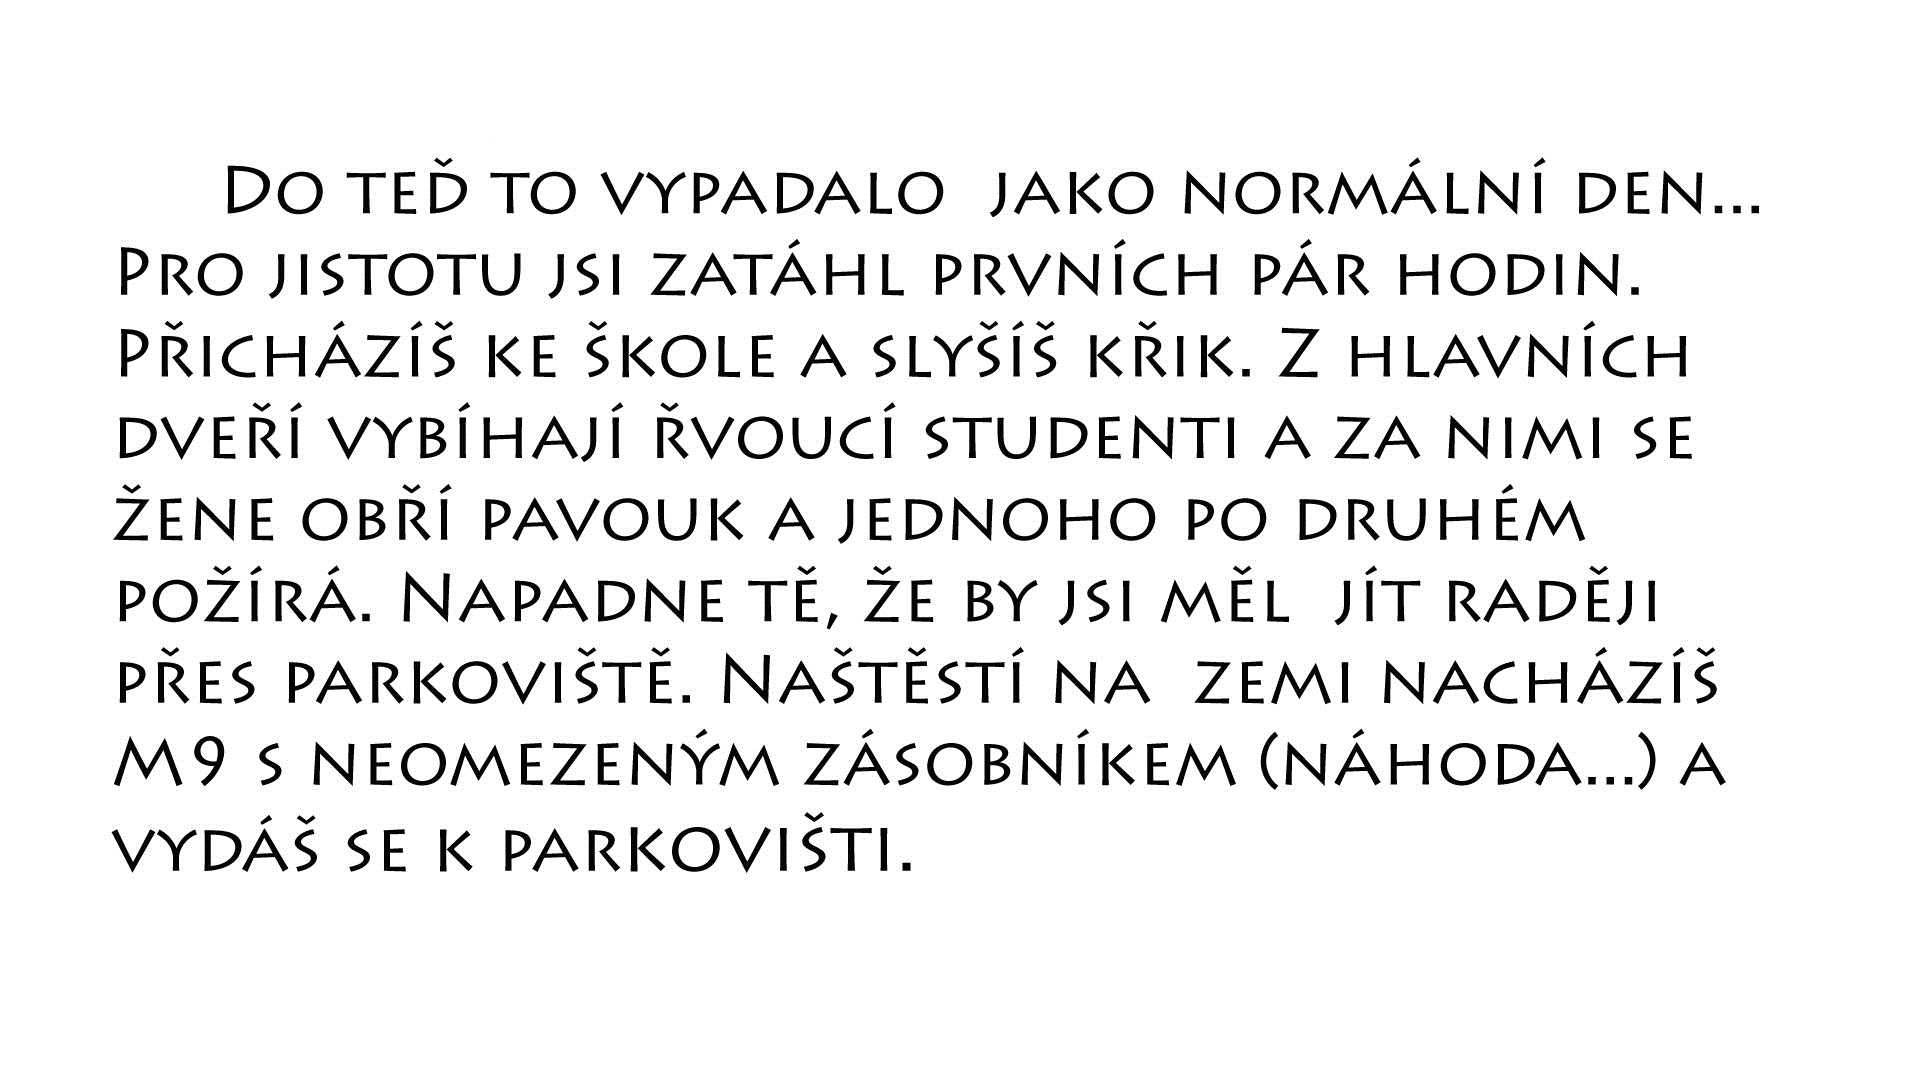 Do teď to vypadalo jako normální den...
Pro jistotu jsi zatáhl prvních pár hodin.
Přicházíš ke škole a slyšíš křik. Z hlavních
dveří vybíhají řvoucí studenti a za nimi se
žene obří pavouk a jednoho po druhém
požírá. Napadne tě, že by jsi měl jít raději
přes parkoviště. Naštěstí na zemi nacházíš
M9 s neomezeným zásobníkem (náhoda...) a
vydáš se k parkovišti.